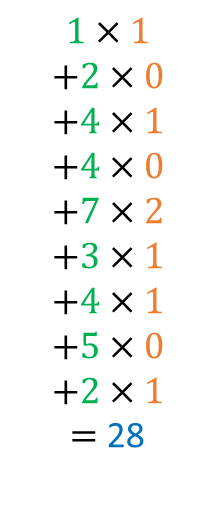 1 × 1
+2 × 0
+4 × 1
+4 × 0
+7 × 2
+3 × 1
+4 × 1
+5 × 0
+2 × 1
= 28